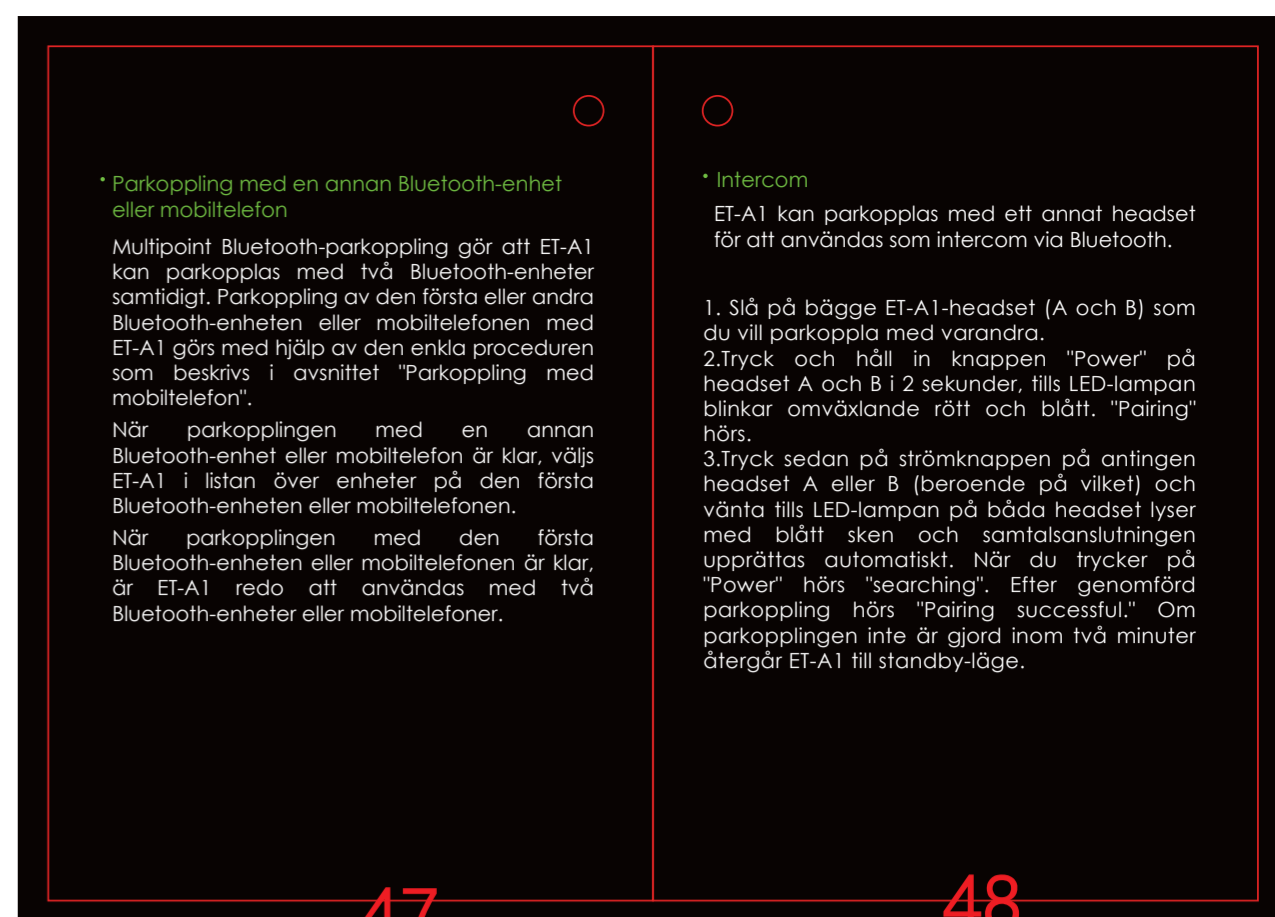 · Parkoppling med en annan Bluetooth-enhet
eller mobiltelefon
Multipoint Bluetooth-parkoppling gör att ET-A1
kan parkopplas med två Bluetooth-enheter
samtidigt. Parkoppling av den första eller andra
Bluetooth-enheten eller mobiltelefonen med
ET-A1 görs med hjälp av den enkla proceduren
som beskrivs i avsnittet "Parkoppling med
mobiltelefon".
När parkopplingen med en annan
Bluetooth-enhet eller mobiltelefon är klar, väljs
ET-A1 i listan över enheter på den första
Bluetooth-enheten eller mobiltelefonen.
När parkopplingen med den första
Bluetooth-enheten eller mobiltelefonen är klar,
är ET-A1 redo att användas med två
Bluetooth-enheter eller mobiltelefoner.
47
· Intercom
ET-A1 kan parkopplas med ett annat headset
för att användas som intercom via Bluetooth.
1. Slå på bägge ET-A1-headset (A och B) som
du vill parkoppla med varandra.
2.Tryck och håll in knappen "Power" på
headset A och B i 2 sekunder, tills LED-lampan
blinkar omväxlande rött och blått. "Pairing"
hörs.
3.Tryck sedan på strömknappen på antingen
headset A eller B (beroende på vilket) och
vänta tills LED-lampan på båda headset lyser
med blått sken och samtalsanslutningen
upprättas automatiskt. När du trycker på
"Power" hörs "searching". Efter genomförd
parkoppling hörs "Pairing successful." Om
parkopplingen inte är gjord inom två minuter
återgår ET-A1 till standby-läge.
48